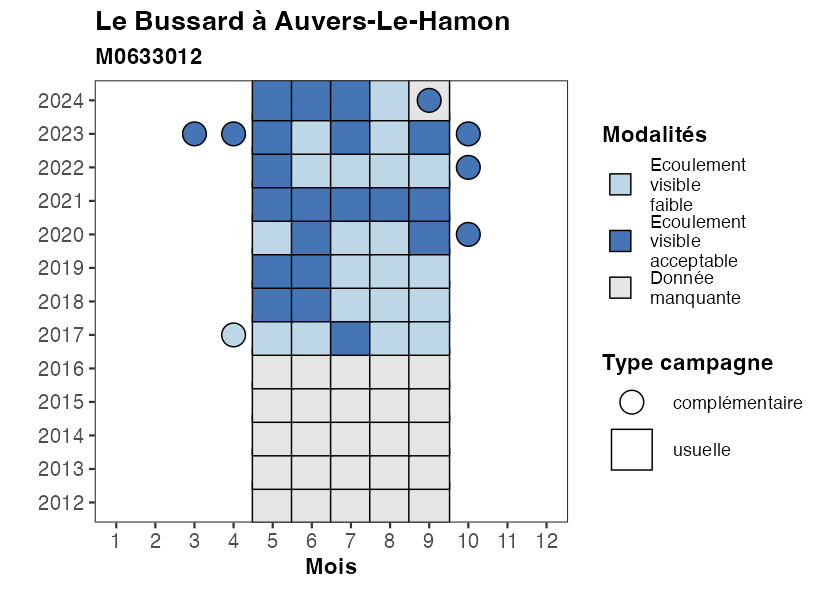 Le Bussard à Auvers-Le-Hamon
M0633012
2024
2023
2022
2021
2020
2019
2018
2017
2016
2015
2014
2013
2012
1 2 3 4 5 6 7 8 9 10 11 12
Mois
Modalités
Ecoulement
visible
faible
Ecoulement
visible
acceptable
Donnée
manquante
Type campagne
complémentaire
usuelle